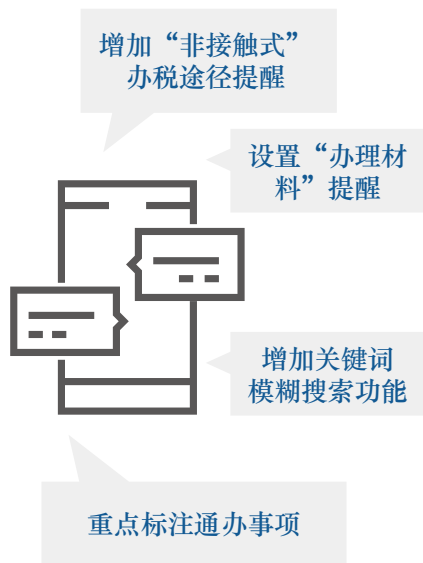 增加“非接触式”
办税途径提醒
设置“办理材
料”提醒
增加关键词
模糊搜索功能
重点标注通办事项